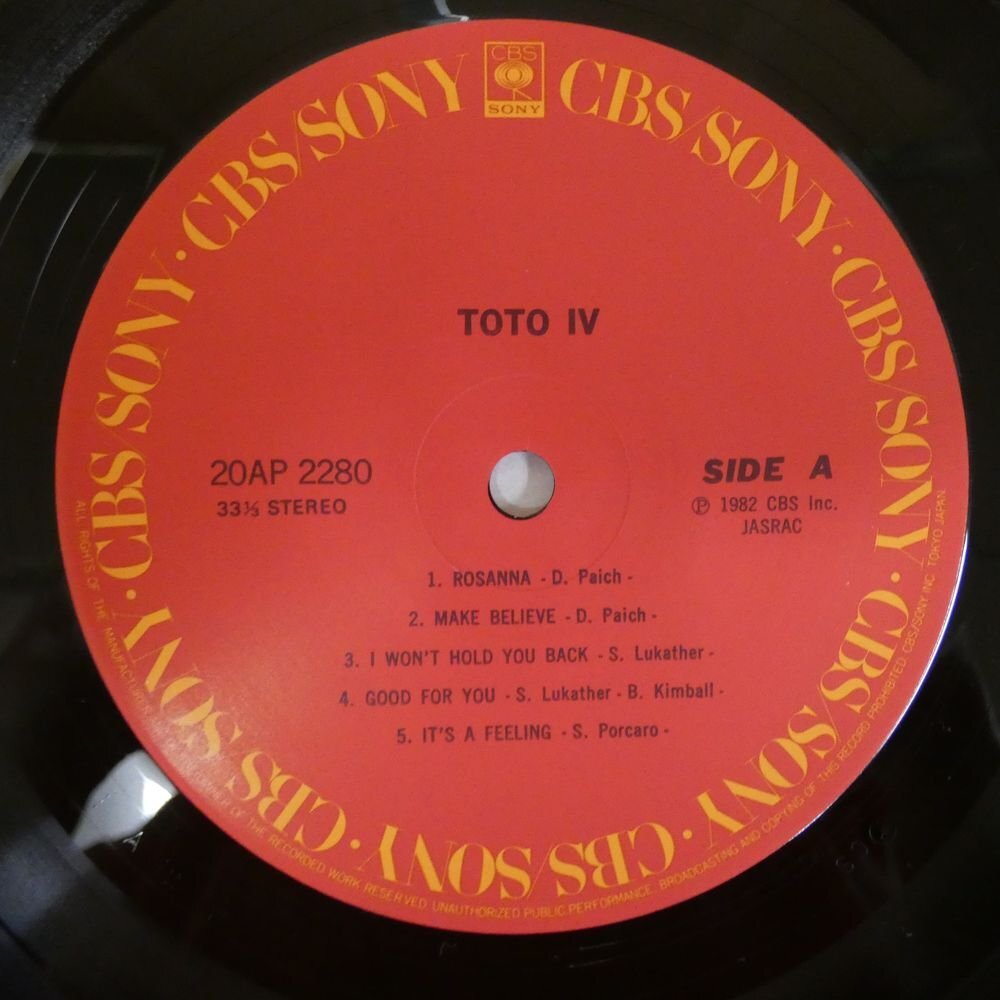 CBS
SONY
CBS/SONY · CBS/SONY · CBS/SONY · CBS/SONY · CBS/SONY · CBS/SONY · CBS/SONY · CBS/SONY
TOTO IV
20AP 2280
33⅓ STEREO
SIDE A
Ⓟ 1982 CBS Inc.
JASRAC
1. ROSANNA - D. Paich -
2. MAKE BELIEVE - D. Paich -
3. I WON'T HOLD YOU BACK - S. Lukather -
4. GOOD FOR YOU - S. Lukather - B. Kimball -
5. IT'S A FEELING - S. Porcaro -
ALL RIGHTS OF THE MANUFACTURER OF THE RECORDED WORK RESERVED. UNAUTHORIZED PUBLIC PERFORMANCE, BROADCASTING AND COPYING OF THIS RECORD PROHIBITED. CBS/SONY INC. TOKYO JAPAN